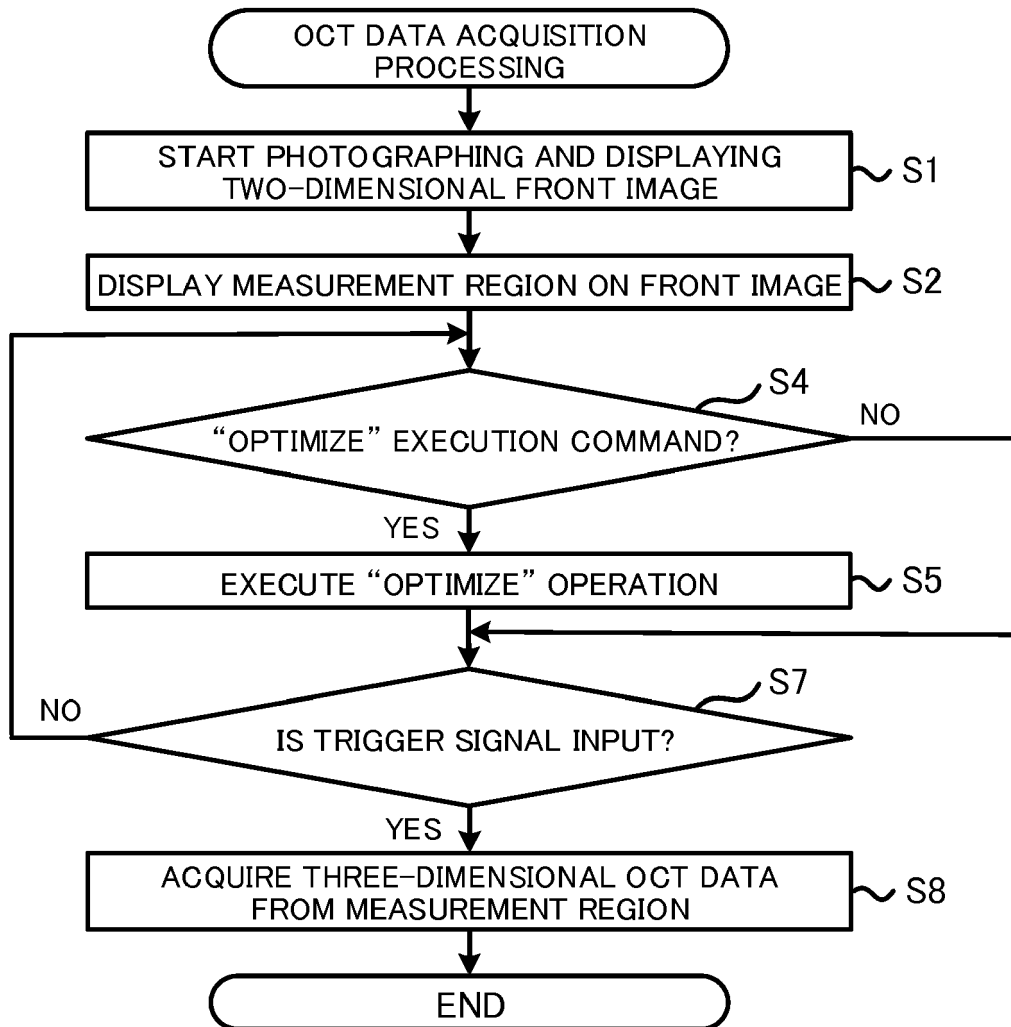 OCT DATA ACQUISITION
PROCESSING
START PHOTOGRAPHING AND DISPLAYING
TWO-DIMENSIONAL FRONT IMAGE
S1
DISPLAY MEASUREMENT REGION ON FRONT IMAGE
S2
S4
“OPTIMIZE” EXECUTION COMMAND?
NO
YES
EXECUTE “OPTIMIZE” OPERATION
S5
S7
NO
IS TRIGGER SIGNAL INPUT?
YES
ACQUIRE THREE-DIMENSIONAL OCT DATA
FROM MEASUREMENT REGION
S8
END